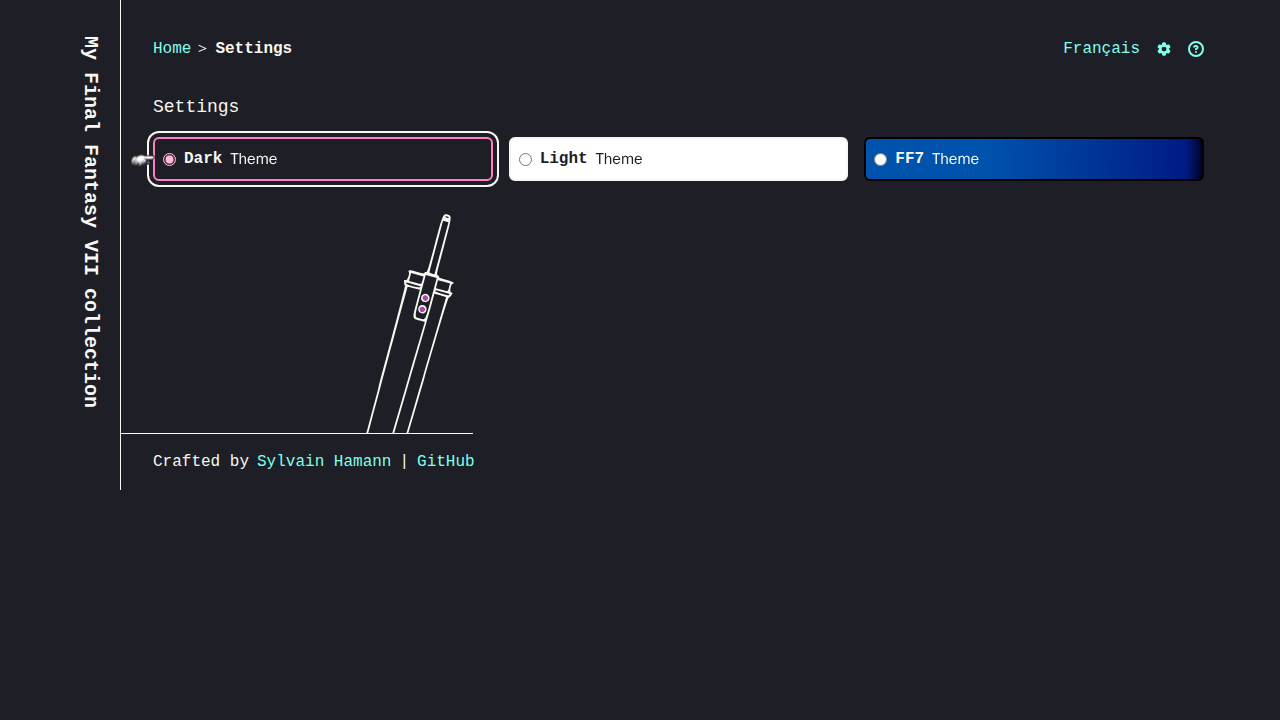 My Final Fantasy VII collection
Home > Settings
Français
Settings
Dark Theme
Light Theme
FF7 Theme
Crafted by Sylvain Hamann | GitHub